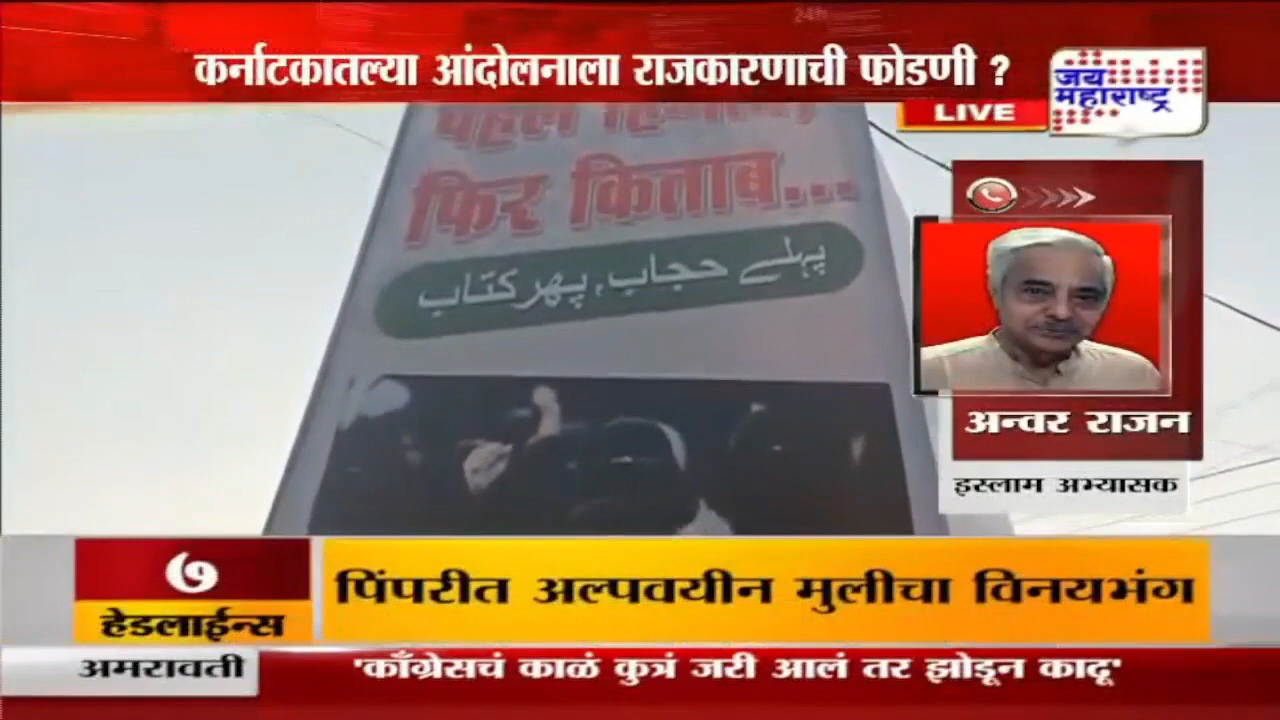 कर्नाटकातल्या आंदोलनाला राजकारणाची फोडणी ?
जय
महाराष्ट्र
LIVE
फिर किताब...
پہلے حجاب، پھر کتاب
अन्वर राजन
इस्लाम अभ्यासक
७
हेडलाईन्स
पिंपरीत अल्पवयीन मुलीचा विनयभंग
अमरावती
'काँग्रेसचं काळं कुत्रं जरी आलं तर झोडून काढू'